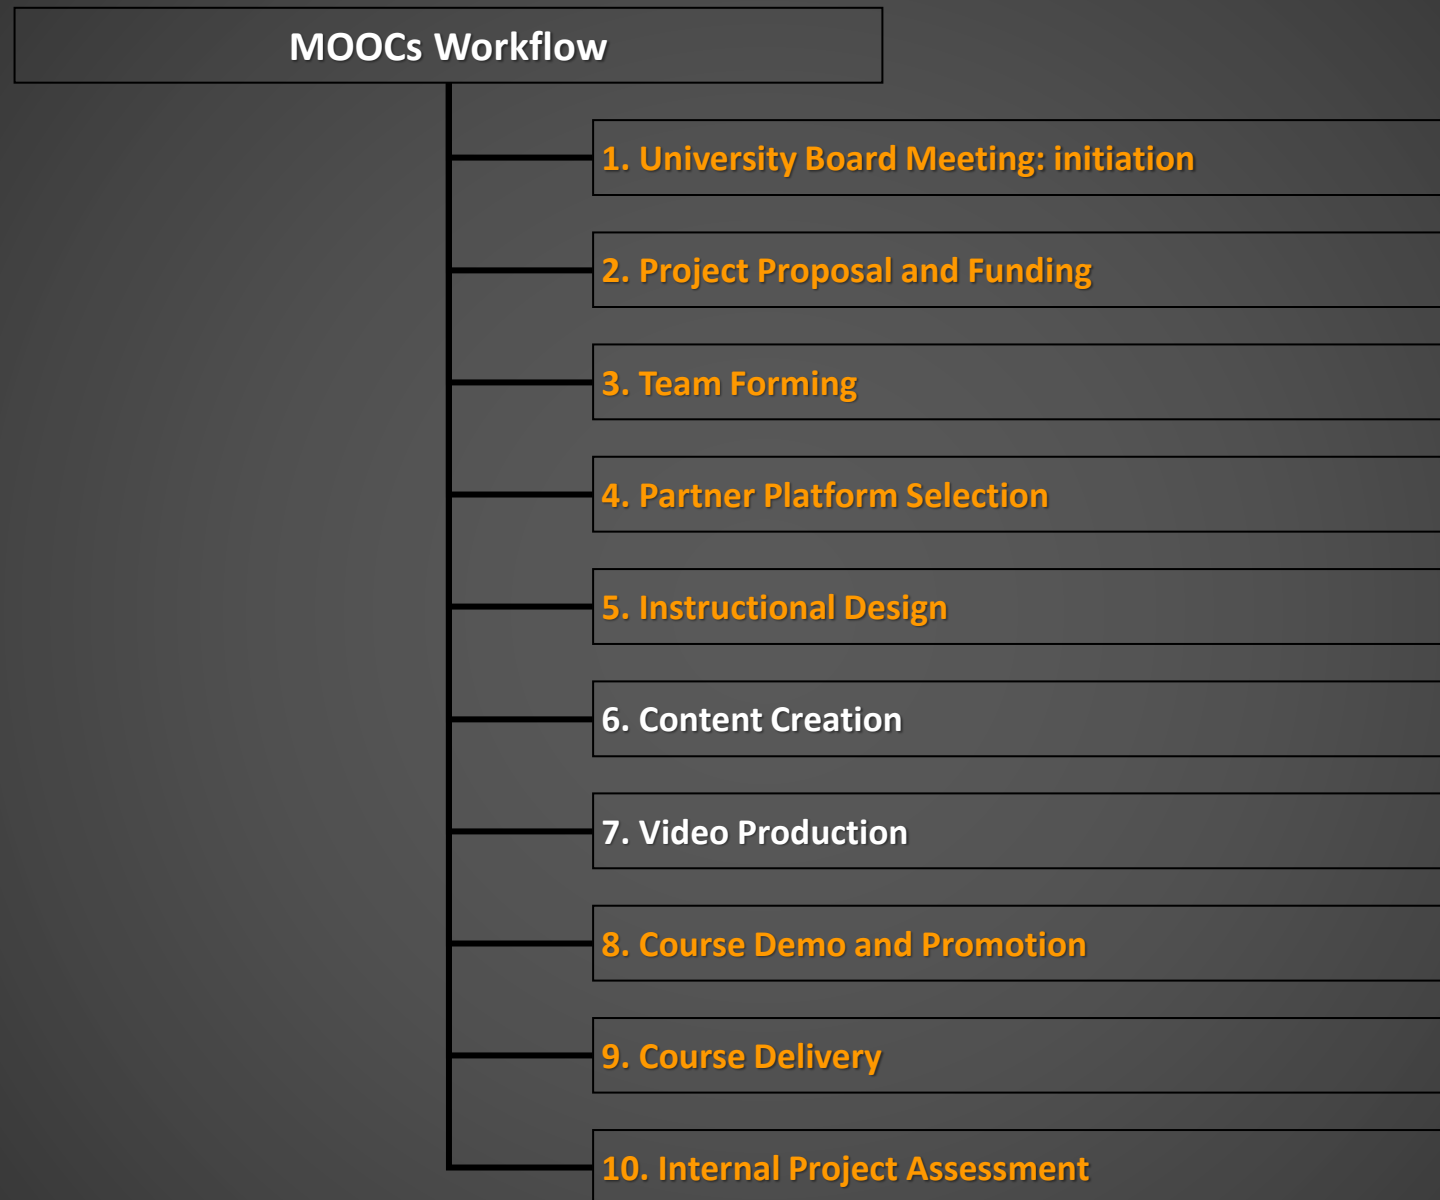 MOOCs Workflow
1. University Board Meeting: initiation
2. Project Proposal and Funding
3. Team Forming
4. Partner Platform Selection
5. Instructional Design
6. Content Creation
7. Video Production
8. Course Demo and Promotion
9. Course Delivery
10. Internal Project Assessment